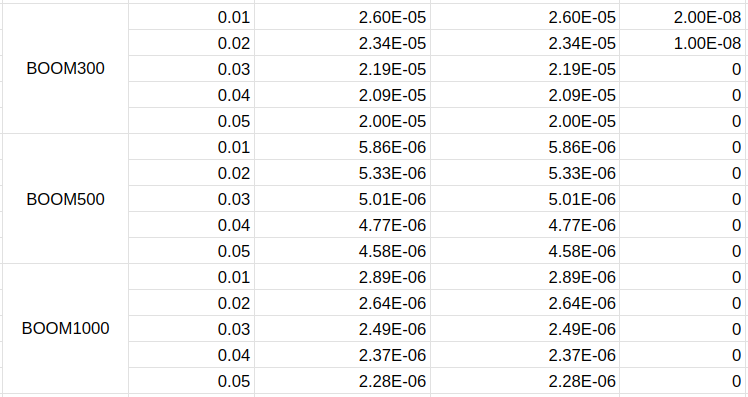 0.01 2.60E-05 2.60E-05 2.00E-08
0.02 2.34E-05 2.34E-05 1.00E-08
BOOM300 0.03 2.19E-05 2.19E-05 0
0.04 2.09E-05 2.09E-05 0
0.05 2.00E-05 2.00E-05 0
0.01 5.86E-06 5.86E-06 0
0.02 5.33E-06 5.33E-06 0
BOOM500 0.03 5.01E-06 5.01E-06 0
0.04 4.77E-06 4.77E-06 0
0.05 4.58E-06 4.58E-06 0
0.01 2.89E-06 2.89E-06 0
0.02 2.64E-06 2.64E-06 0
BOOM1000 0.03 2.49E-06 2.49E-06 0
0.04 2.37E-06 2.37E-06 0
0.05 2.28E-06 2.28E-06 0